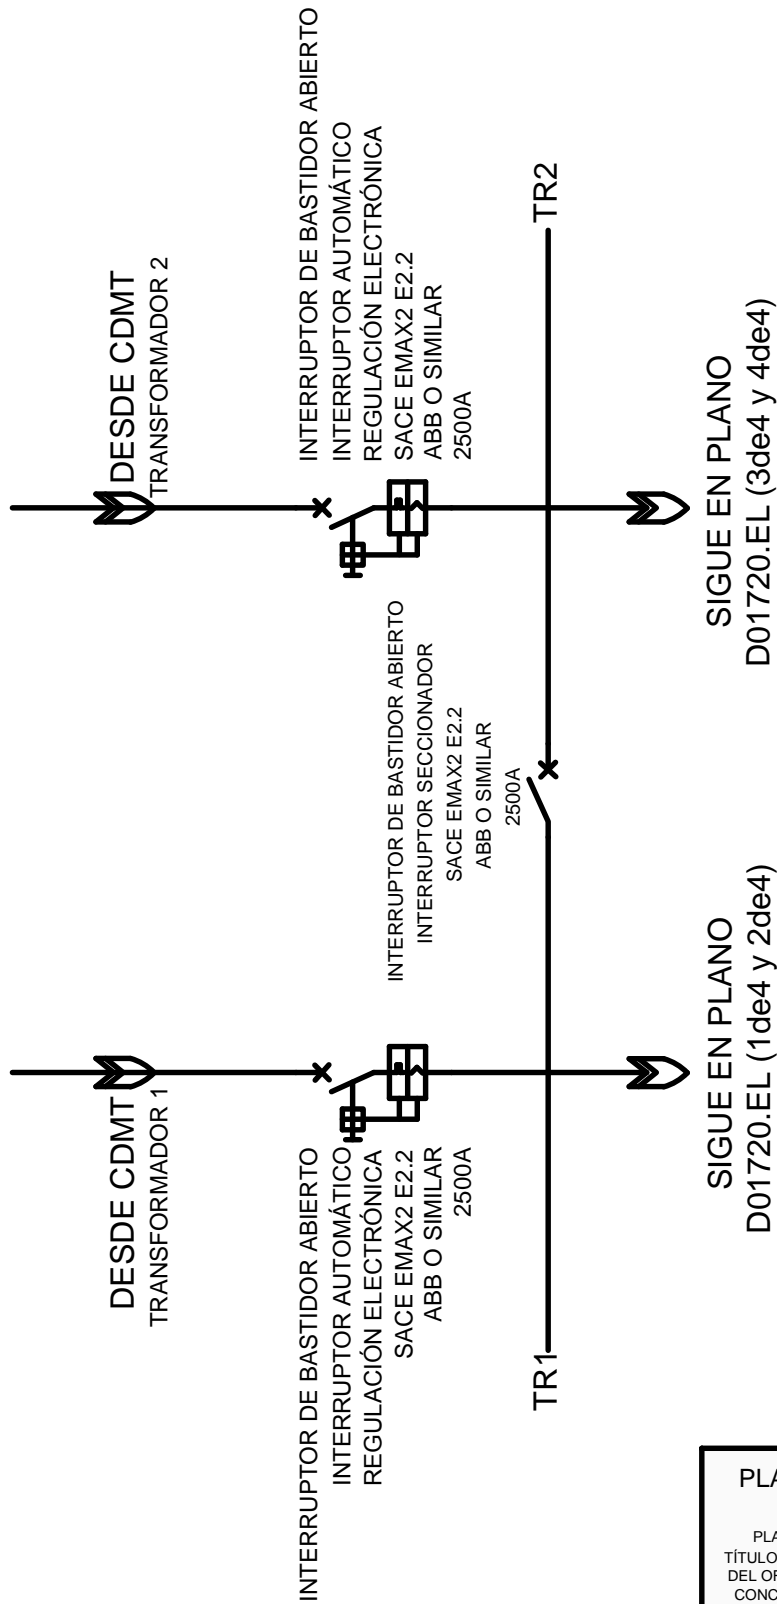 DESDE CDMT
TRANSFORMADOR 1
DESDE CDMT
TRANSFORMADOR 2
INTERRUPTOR DE BASTIDOR ABIERTO
INTERRUPTOR AUTOMÁTICO
REGULACIÓN ELECTRÓNICA
SACE EMAX2 E2.2
ABB O SIMILAR
2500A
INTERRUPTOR DE BASTIDOR ABIERTO
INTERRUPTOR SECCIONADOR
SACE EMAX2 E2.2
ABB O SIMILAR
2500A
INTERRUPTOR DE BASTIDOR ABIERTO
INTERRUPTOR AUTOMÁTICO
REGULACIÓN ELECTRÓNICA
SACE EMAX2 E2.2
ABB O SIMILAR
2500A
TR1
TR2
SIGUE EN PLANO
D01720.EL (1de4 y 2de4)
SIGUE EN PLANO
D01720.EL (3de4 y 4de4)
TÍTULO